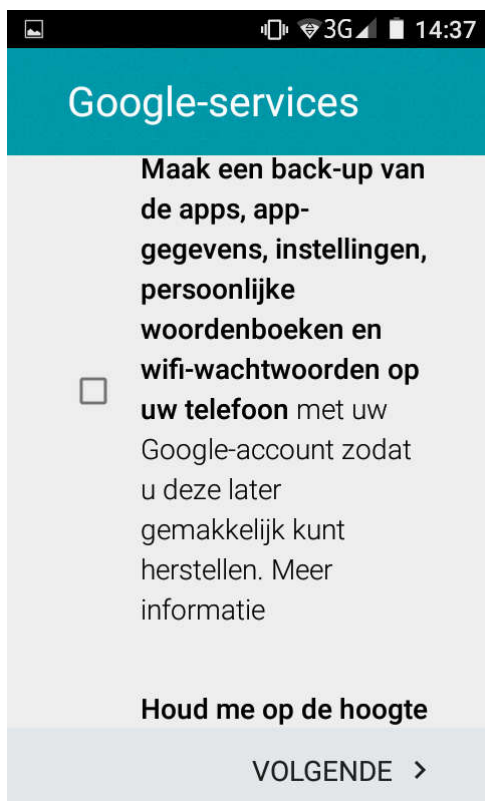 3G 14:37
Google-services
Maak een back-up van
de apps, app-
gegevens, instellingen,
persoonlijke
woordenboeken en
wifi-wachtwoorden op
uw telefoon met uw
Google-account zodat
u deze later
gemakkelijk kunt
herstellen. Meer
informatie
Houd me op de hoogte
VOLGENDE